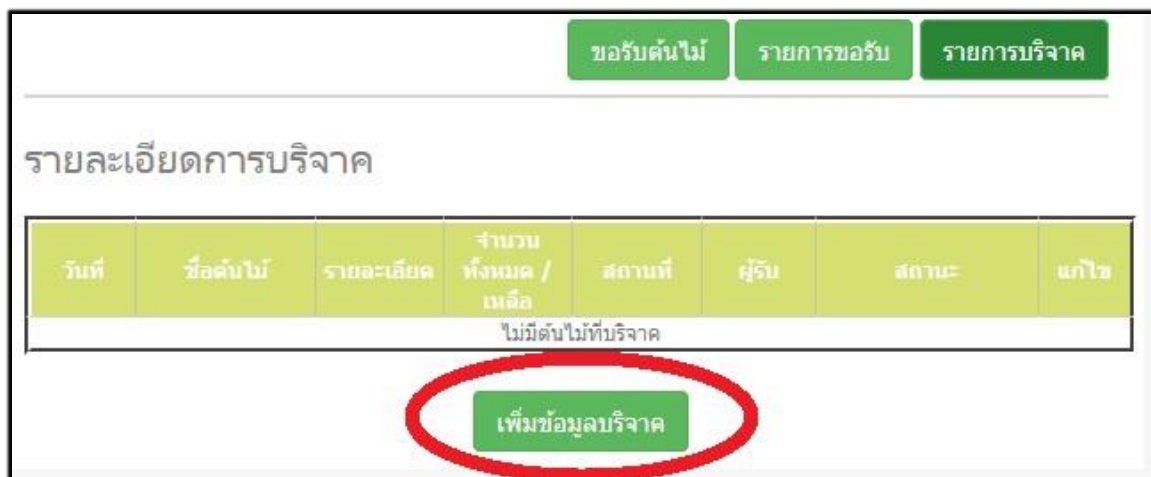 ขอรับต้นไม้ รายการขอรับ รายการบริจาค
รายละเอียดการบริจาค
วันที่ ชื่อต้นไม้ รายละเอียด จำนวน ทั้งหมด / เหลือ สถานที่ ผู้รับ สถานะ แก้ไข
ไม่มีต้นไม้ที่บริจาค
เพิ่มข้อมูลบริจาค